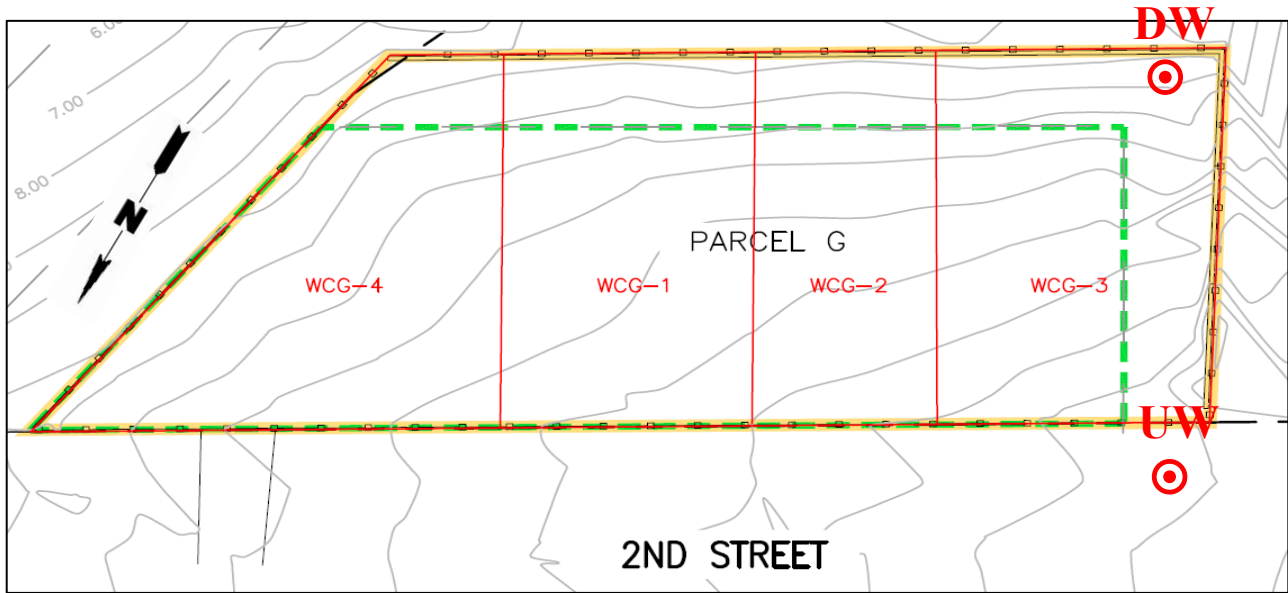 DW
6.00
7.00
8.00
N
PARCEL G
WCG-4
WCG-1
WCG-2
WCG-3
UW
2ND STREET